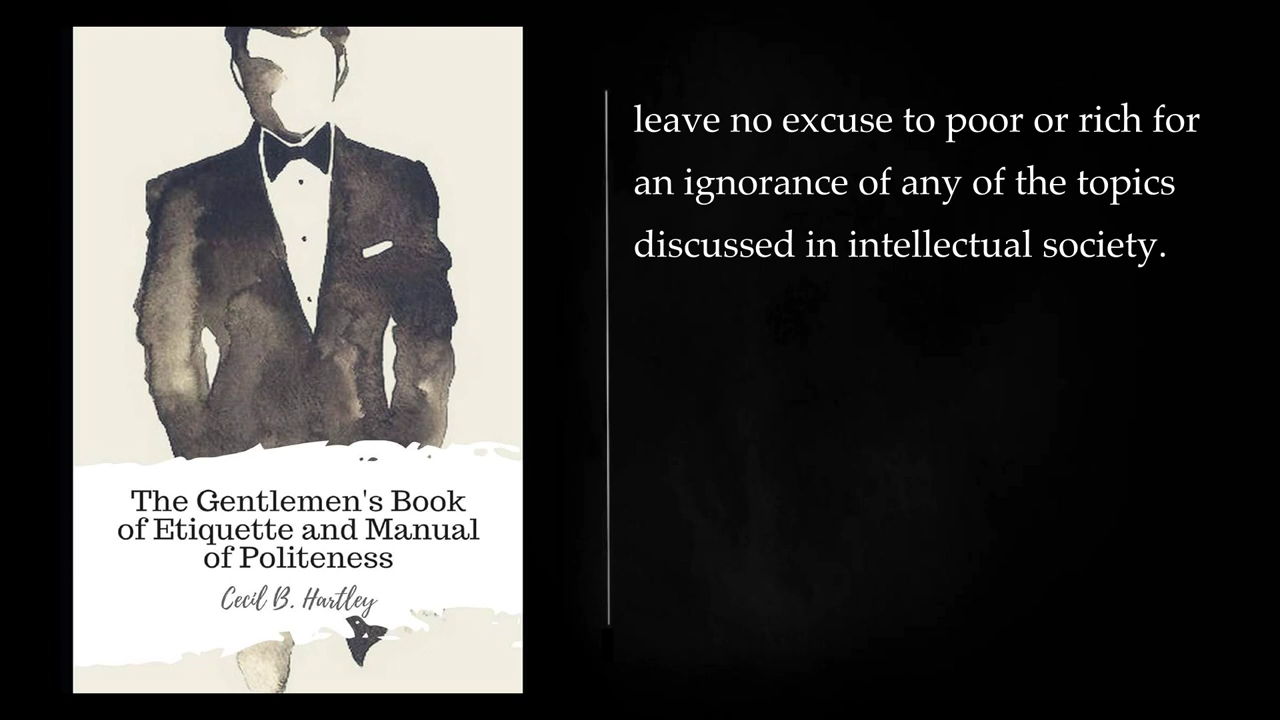 The Gentlemen's Book
of Etiquette and Manual
of Politeness
Cecil B. Hartley
leave no excuse to poor or rich for
an ignorance of any of the topics
discussed in intellectual society.